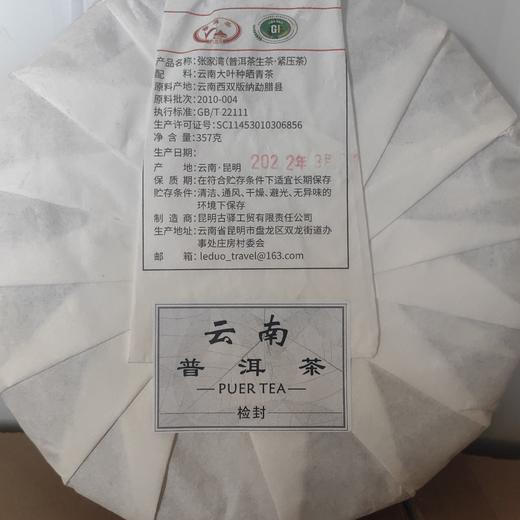 GI
产品名称：张家湾（普洱茶生茶·紧压茶）
配 料：云南大叶种晒青茶
原料产地：云南西双版纳勐腊县
原料批次：2010-004
执行标准：GB/T 22111
生产许可证号：SC11453010306856
净 含 量：357克
生产日期：2022年3月
产 地：云南·昆明
保 质 期：在符合贮存条件下适宜长期保存
贮存条件：清洁、通风、干燥、避光、无异味的
环境下保存
制 造 商：昆明古驿工贸有限责任公司
生产地址：云南省昆明市盘龙区双龙街道办
事处庄房村委会
邮 箱：leduo_travel@163.com
云南
普洱茶
PUER TEA
检封